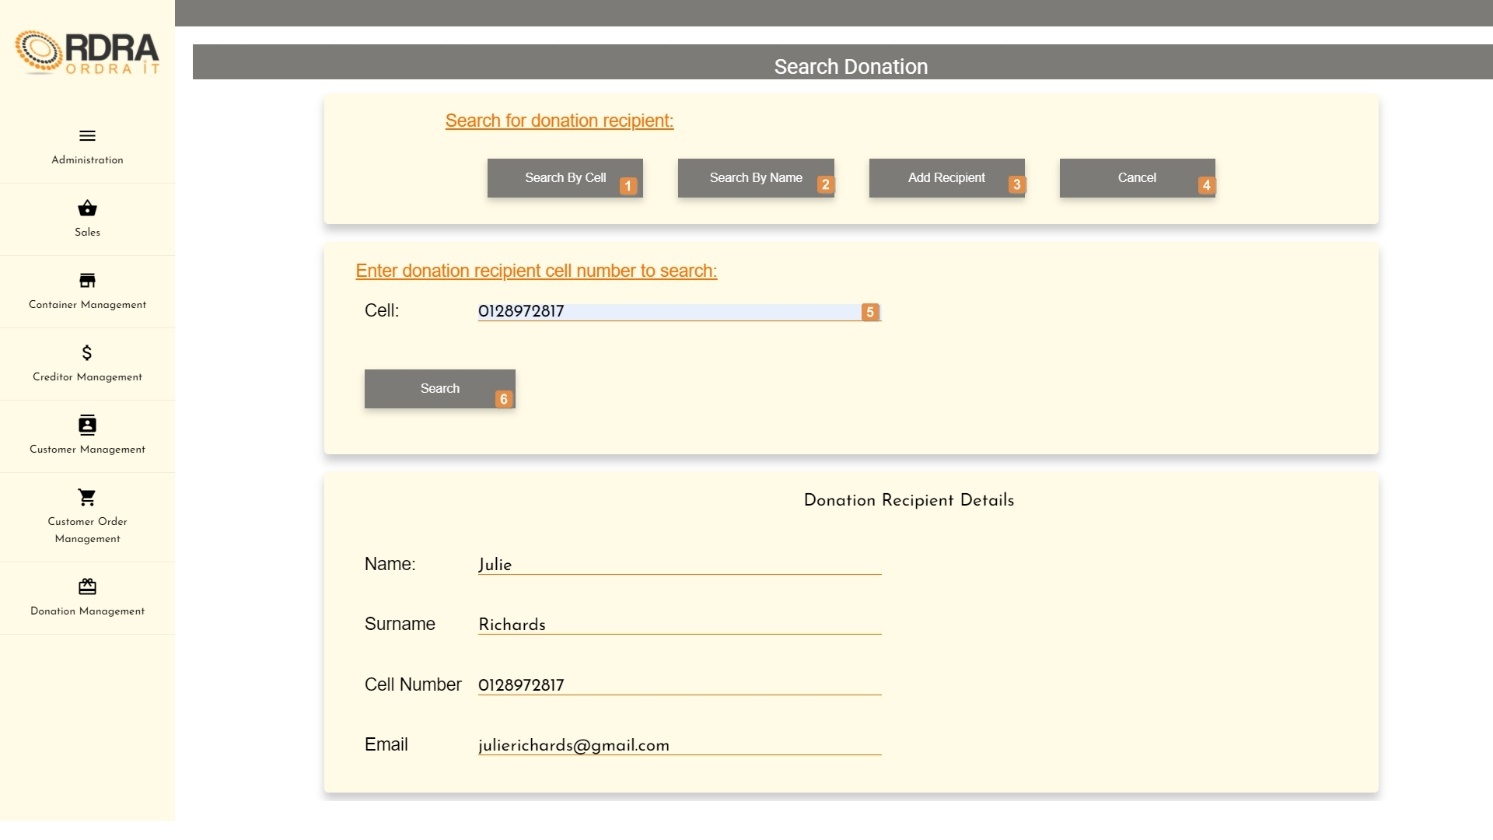 ORDRA
ORDRA iT
Administration
Sales
Container Management
Creditor Management
Customer Management
Customer Order
Management
Donation Management
Search Donation
Search for donation recipient:
Search By Cell 1
Search By Name 2
Add Recipient 3
Cancel 4
Enter donation recipient cell number to search:
Cell: 0128972817 5
Search 6
Donation Recipient Details
Name: Julie
Surname Richards
Cell Number 0128972817
Email julierichards@gmail.com